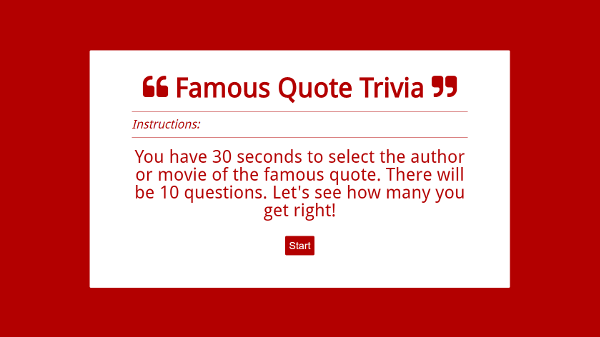 ❝ Famous Quote Trivia ❞
Instructions:
You have 30 seconds to select the author
or movie of the famous quote. There will
be 10 questions. Let's see how many you
get right!
Start